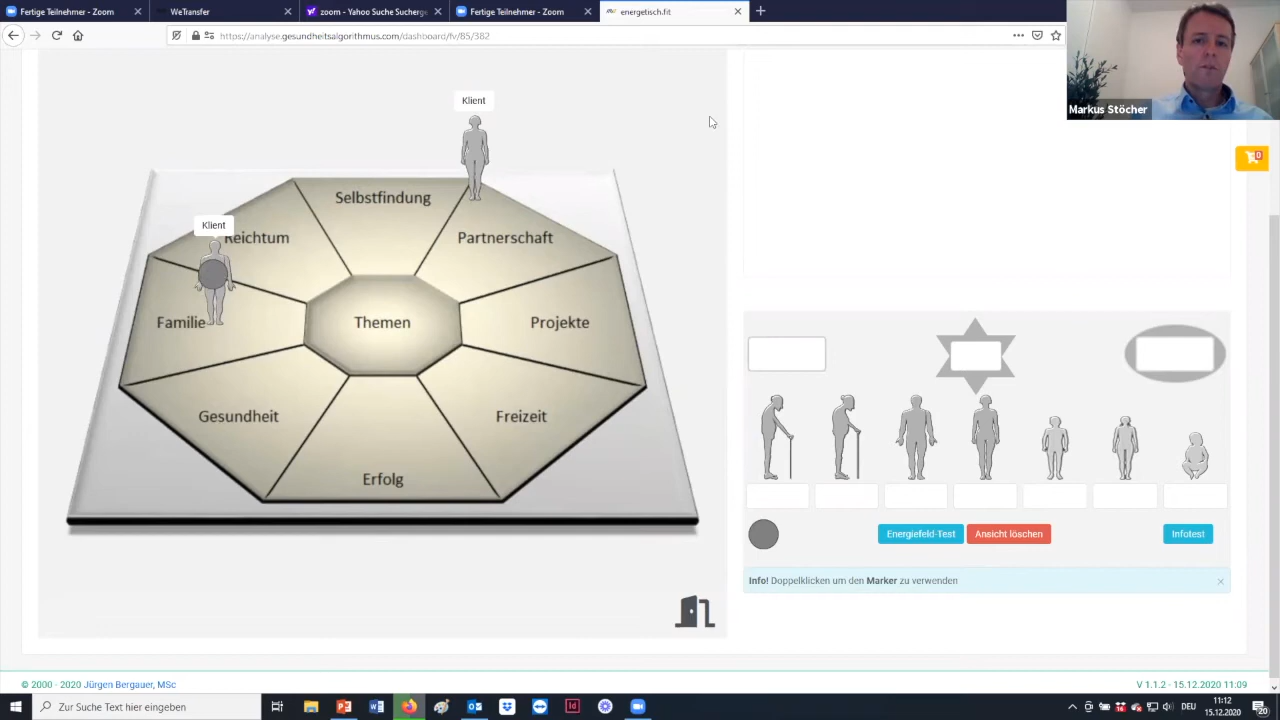 Fertige Teilnehmer - Zoom
WeTransfer
zoom - Yahoo Suche Sucherge
Fertige Teilnehmer - Zoom
energetisch.fit
https://analyse.gesundheitsalgorithmus.com/dashboard/fv/85/382
Markus Stöcher
0
Klient
Klient
Selbstfindung
Reichtum
Partnerschaft
Familie
Themen
Projekte
Gesundheit
Freizeit
Erfolg
Energiefeld-Test
Ansicht löschen
Infotest
Info! Doppelklicken um den Marker zu verwenden
© 2000 - 2020 Jürgen Bergauer, MSc
V 1.1.2 - 15.12.2020 11:09
Zur Suche Text hier eingeben
DEU
11:12
15.12.2020
20